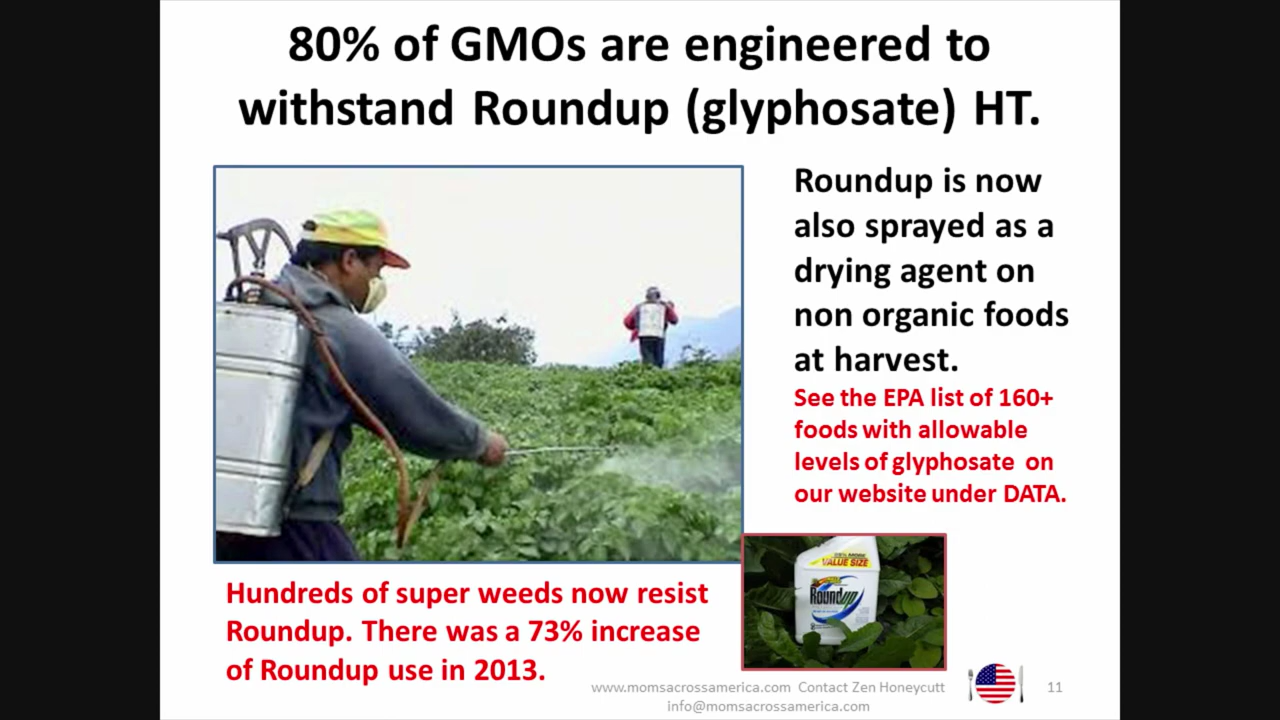 80% of GMOs are engineered to
withstand Roundup (glyphosate) HT.
Roundup is now
also sprayed as a
drying agent on
non organic foods
at harvest.
See the EPA list of 160+
foods with allowable
levels of glyphosate on
our website under DATA.
VALUE SIZE
Roundup
Hundreds of super weeds now resist
Roundup. There was a 73% increase
of Roundup use in 2013.
www.momsacrossamerica.com Contact Zen Honeycutt
info@momsacrossamerica.com
11